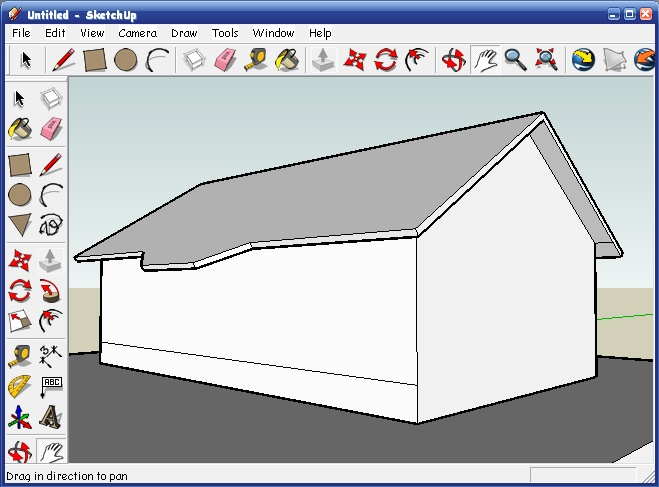 Untitled - SketchUp
File Edit View Camera Draw Tools Window Help
ABC
A
Drag in direction to pan